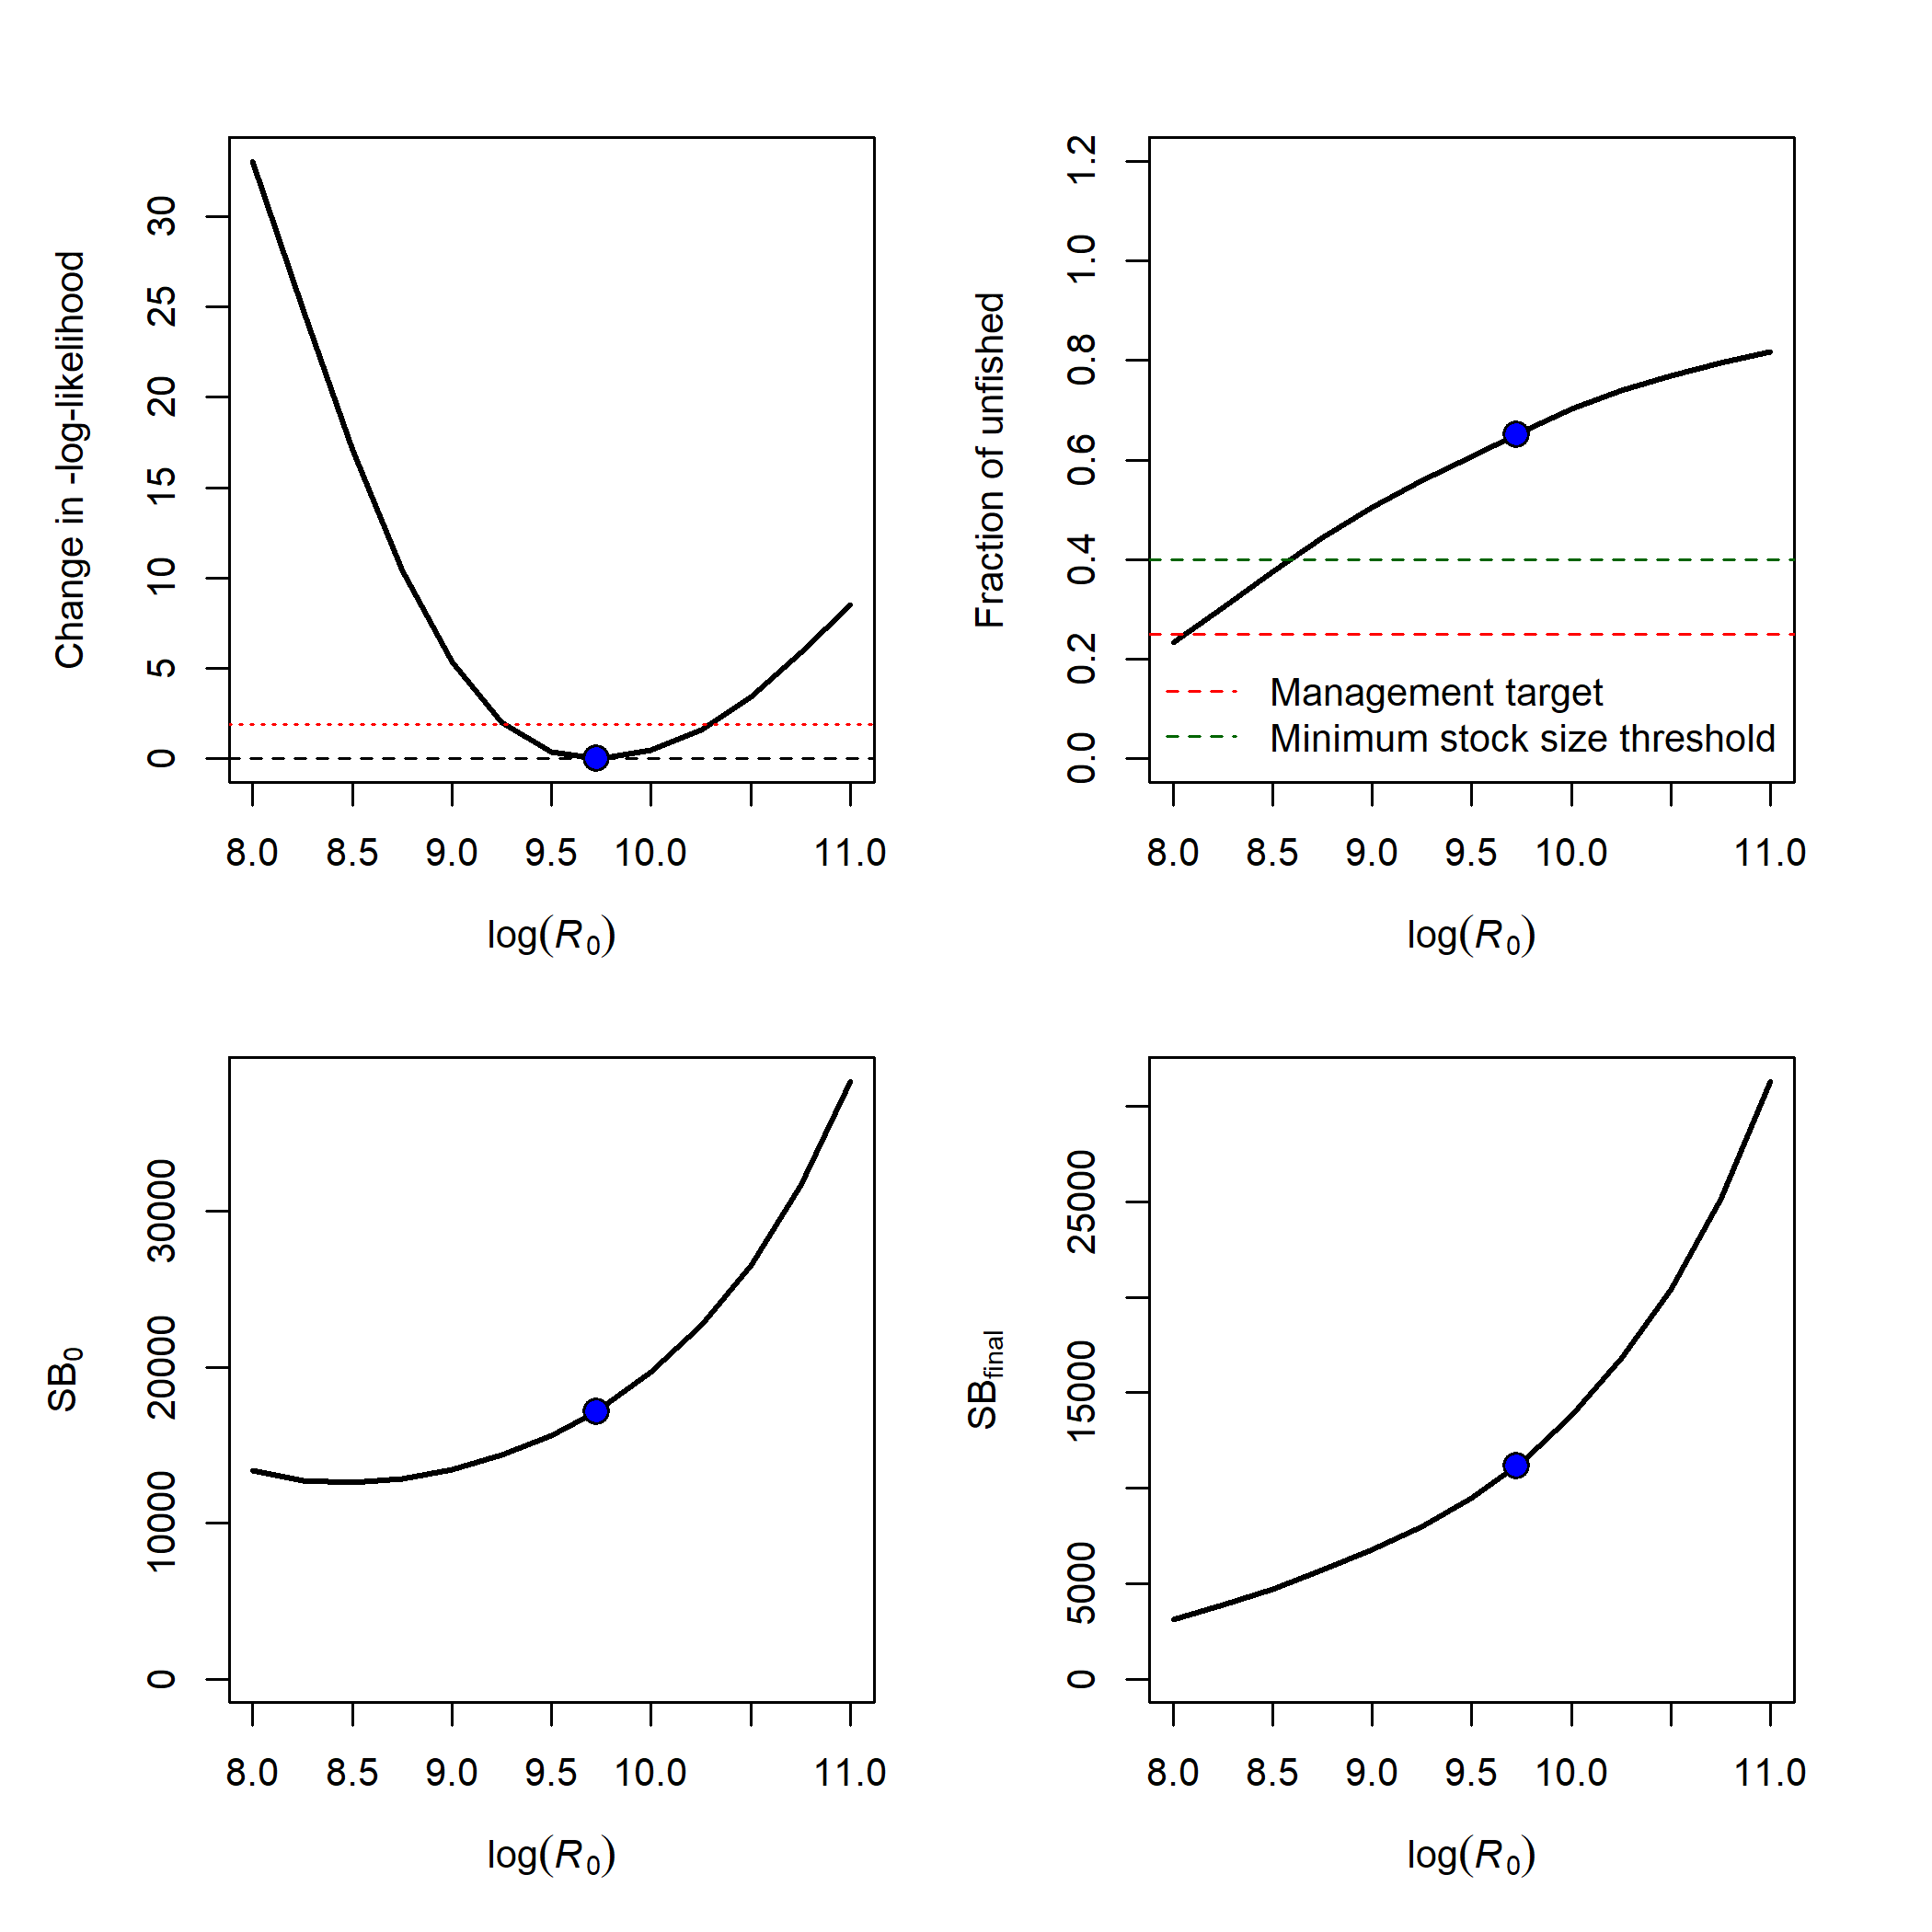 Change in -log-likelihood
0 5 10 15 20 25 30
8.0 8.5 9.0 9.5 10.0 11.0
log(R₀)
Fraction of unfished
0.0 0.2 0.4 0.6 0.8 1.0 1.2
Management target
Minimum stock size threshold
8.0 8.5 9.0 9.5 10.0 11.0
log(R₀)
SB₀
0 10000 20000 30000
8.0 8.5 9.0 9.5 10.0 11.0
log(R₀)
SBfinal
0 5000 15000 25000
8.0 8.5 9.0 9.5 10.0 11.0
log(R₀)